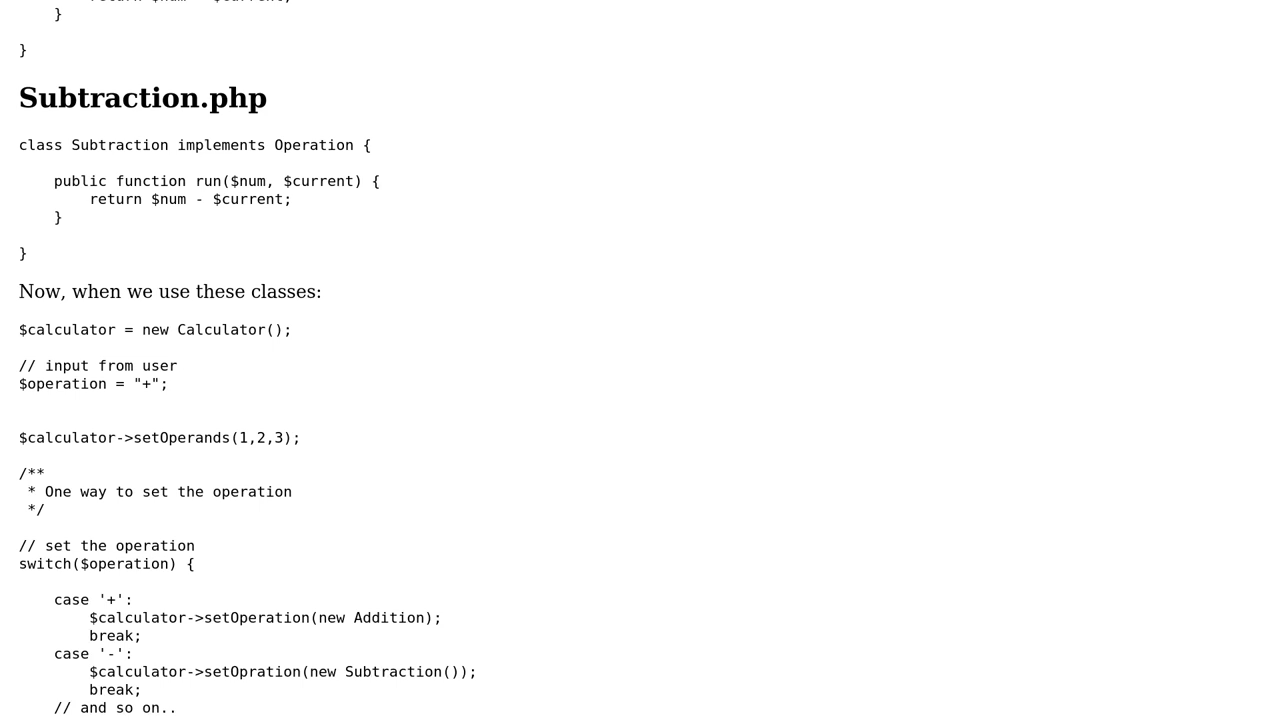 }

}
Subtraction.php
class Subtraction implements Operation {

    public function run($num, $current) {
        return $num - $current;
    }

}
Now, when we use these classes:
$calculator = new Calculator();

// input from user
$operation = "+";


$calculator->setOperands(1,2,3);

/**
 * One way to set the operation
 */

// set the operation
switch($operation) {

    case '+':
        $calculator->setOperation(new Addition);
        break;
    case '-':
        $calculator->setOpration(new Subtraction());
        break;
    // and so on..